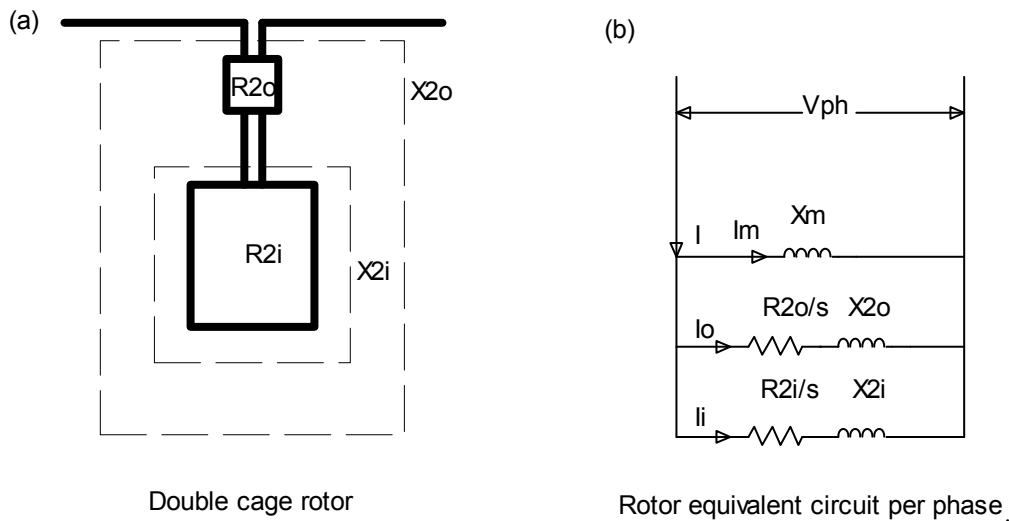 (a)
R2o
X2o
R2i
X2i
Double cage rotor
(b)
Vph
Xm
I
Im
R2o/s
X2o
Io
R2i/s
X2i
Ii
Rotor equivalent circuit per phase.